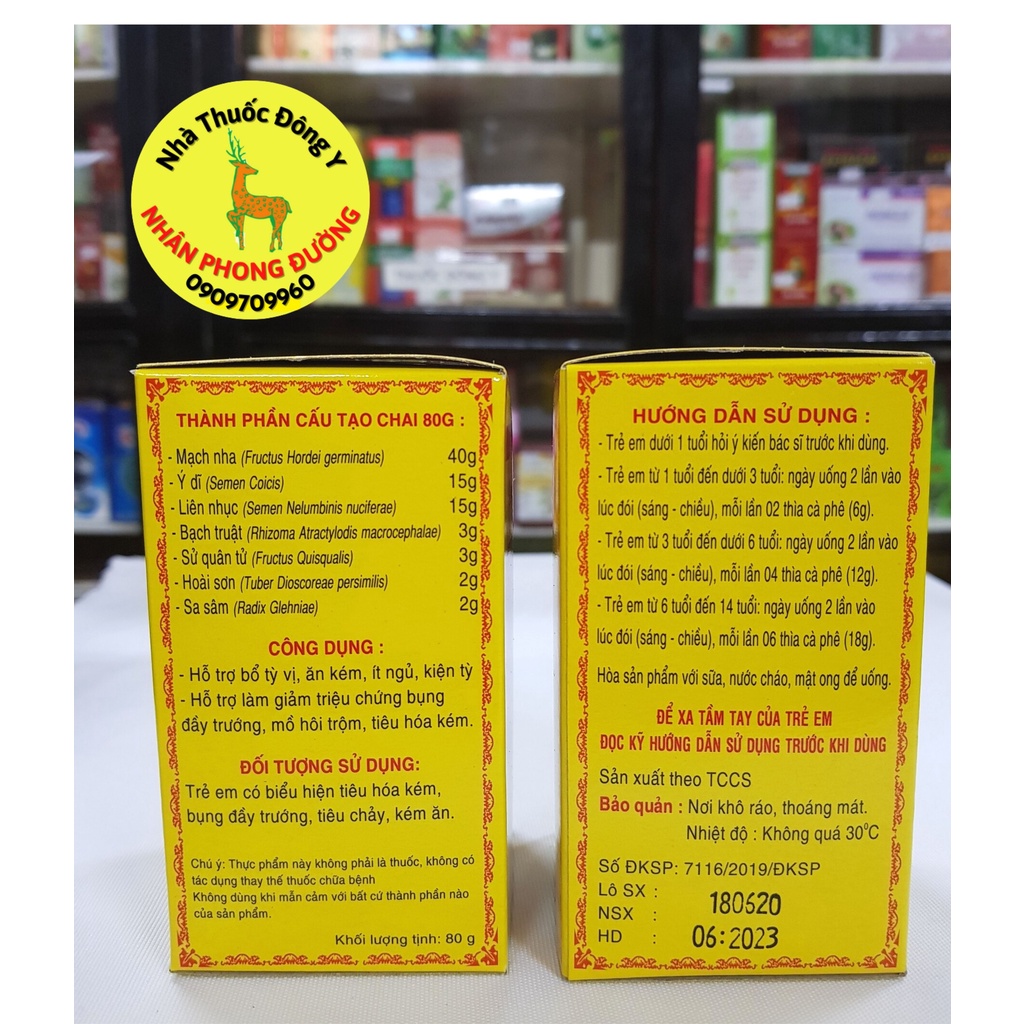 Nhà Thuốc Đông Y
NHÂN PHONG ĐƯỜNG
0909709960
THÀNH PHẦN CẤU TẠO CHAI 80G :
- Mạch nha (Fructus Hordei germinatus) 40g
- Ý dĩ (Semen Coicis) 15g
- Liên nhục (Semen Nelumbinis nuciferae) 15g
- Bạch truật (Rhizoma Atractylodis macrocephalae) 3g
- Sử quân tử (Fructus Quisqualis) 3g
- Hoài sơn (Tuber Dioscoreae persimilis) 2g
- Sa sâm (Radix Glehniae) 2g
CÔNG DỤNG :
- Hỗ trợ bổ tỳ vị, ăn kém, ít ngủ, kiện tỳ
- Hỗ trợ làm giảm triệu chứng bụng
đầy trướng, mồ hôi trộm, tiêu hóa kém.
ĐỐI TƯỢNG SỬ DỤNG:
Trẻ em có biểu hiện tiêu hóa kém,
bụng đầy trướng, tiêu chảy, kém ăn.
Chú ý: Thực phẩm này không phải là thuốc, không có
tác dụng thay thế thuốc chữa bệnh
Không dùng khi mẫn cảm với bất cứ thành phần nào
của sản phẩm.
Khối lượng tịnh: 80 g
HƯỚNG DẪN SỬ DỤNG :
- Trẻ em dưới 1 tuổi hỏi ý kiến bác sĩ trước khi dùng.
- Trẻ em từ 1 tuổi đến dưới 3 tuổi: ngày uống 2 lần vào
lúc đói (sáng - chiều), mỗi lần 02 thìa cà phê (6g).
- Trẻ em từ 3 tuổi đến dưới 6 tuổi: ngày uống 2 lần vào
lúc đói (sáng - chiều), mỗi lần 04 thìa cà phê (12g).
- Trẻ em từ 6 tuổi đến 14 tuổi: ngày uống 2 lần vào
lúc đói (sáng - chiều), mỗi lần 06 thìa cà phê (18g).
Hòa sản phẩm với sữa, nước cháo, mật ong để uống.
ĐỂ XA TẦM TAY CỦA TRẺ EM
ĐỌC KỸ HƯỚNG DẪN SỬ DỤNG TRƯỚC KHI DÙNG
Sản xuất theo TCCS
Bảo quản : Nơi khô ráo, thoáng mát.
Nhiệt độ : Không quá 30⁰C
Số ĐKSP: 7116/2019/ĐKSP
Lô SX :
NSX : 180620
HD : 06:2023